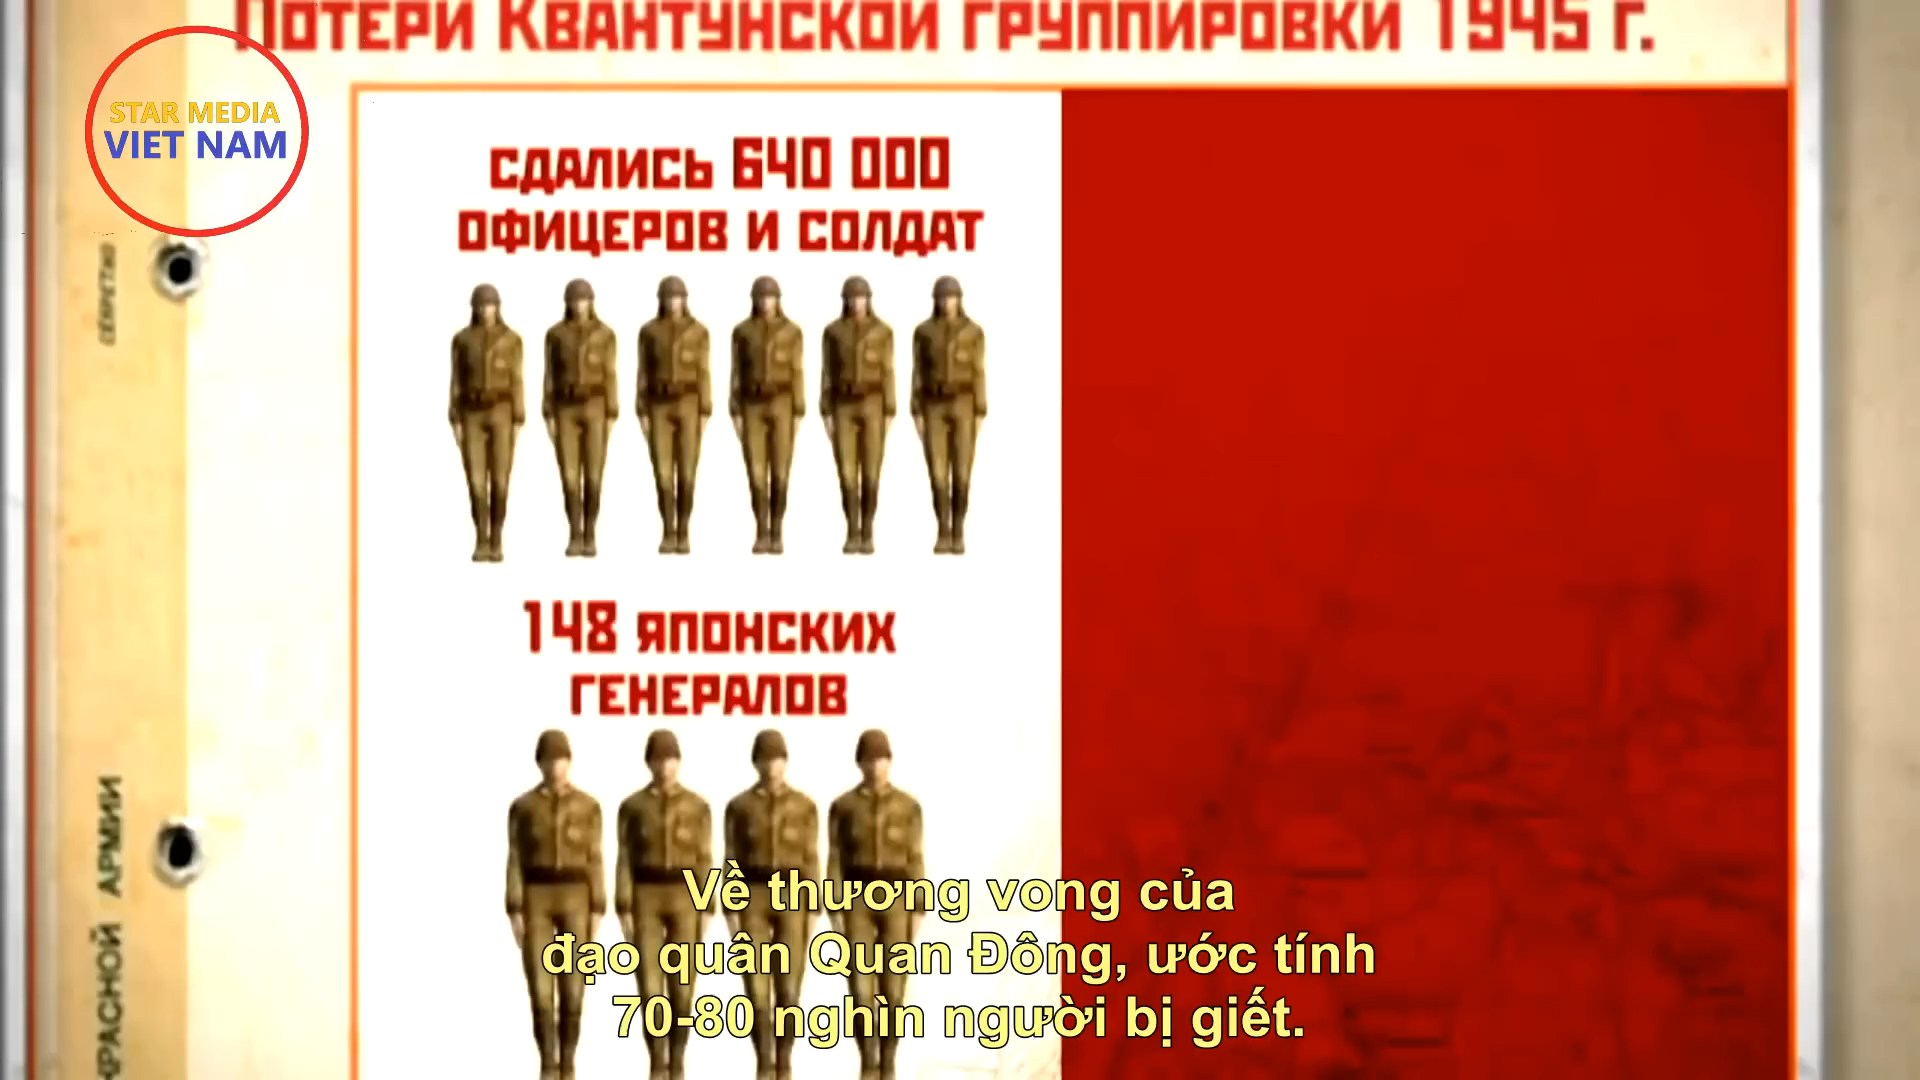 Потери Квантунской группировки 1945 г.
STAR MEDIA
VIET NAM
сдались 640 000
офицеров и солдат
148 японских
генералов
КРАСНОЙ АРМИИ
Về thương vong của
đạo quân Quan Đông, ước tính
70-80 nghìn người bị giết.